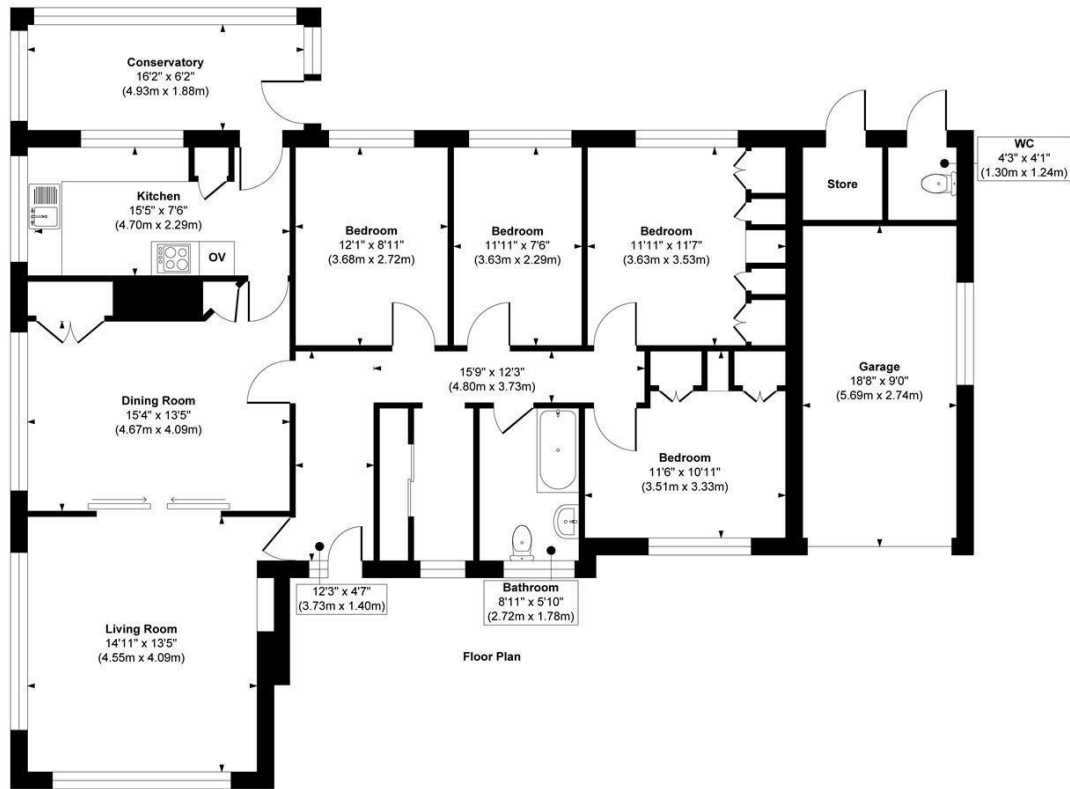 Conservatory
16'2" x 6'2"
(4.93m x 1.88m)
WC
4'3" x 4'1"
(1.30m x 1.24m)
Store
Kitchen
15'5" x 7'6"
(4.70m x 2.29m)
OV
Bedroom
12'1" x 8'11"
(3.68m x 2.72m)
Bedroom
11'11" x 7'6"
(3.63m x 2.29m)
Bedroom
11'11" x 11'7"
(3.63m x 3.53m)
15'9" x 12'3"
(4.80m x 3.73m)
Garage
18'8" x 9'0"
(5.69m x 2.74m)
Dining Room
15'4" x 13'5"
(4.67m x 4.09m)
Bedroom
11'6" x 10'11"
(3.51m x 3.33m)
12'3" x 4'7"
(3.73m x 1.40m)
Bathroom
8'11" x 5'10"
(2.72m x 1.78m)
Living Room
14'11" x 13'5"
(4.55m x 4.09m)
Floor Plan